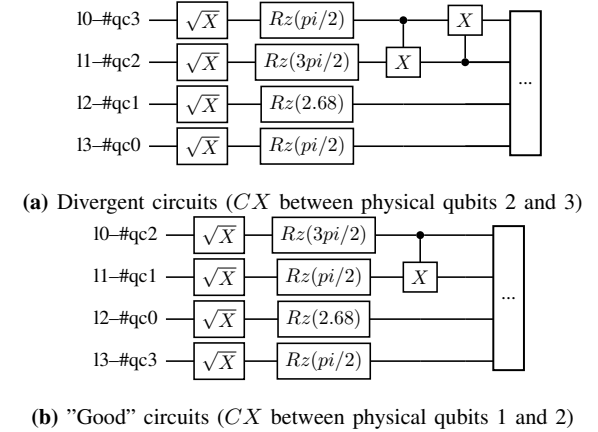 l0–#qc3 √X Rz(pi/2) X
l1–#qc2 √X Rz(3pi/2) X
...
l2–#qc1 √X Rz(2.68)
l3–#qc0 √X Rz(pi/2)
(a) Divergent circuits (CX between physical qubits 2 and 3)
l0–#qc2 √X Rz(3pi/2)
l1–#qc1 √X Rz(pi/2) X
...
l2–#qc0 √X Rz(2.68)
l3–#qc3 √X Rz(pi/2)
(b) ”Good” circuits (CX between physical qubits 1 and 2)